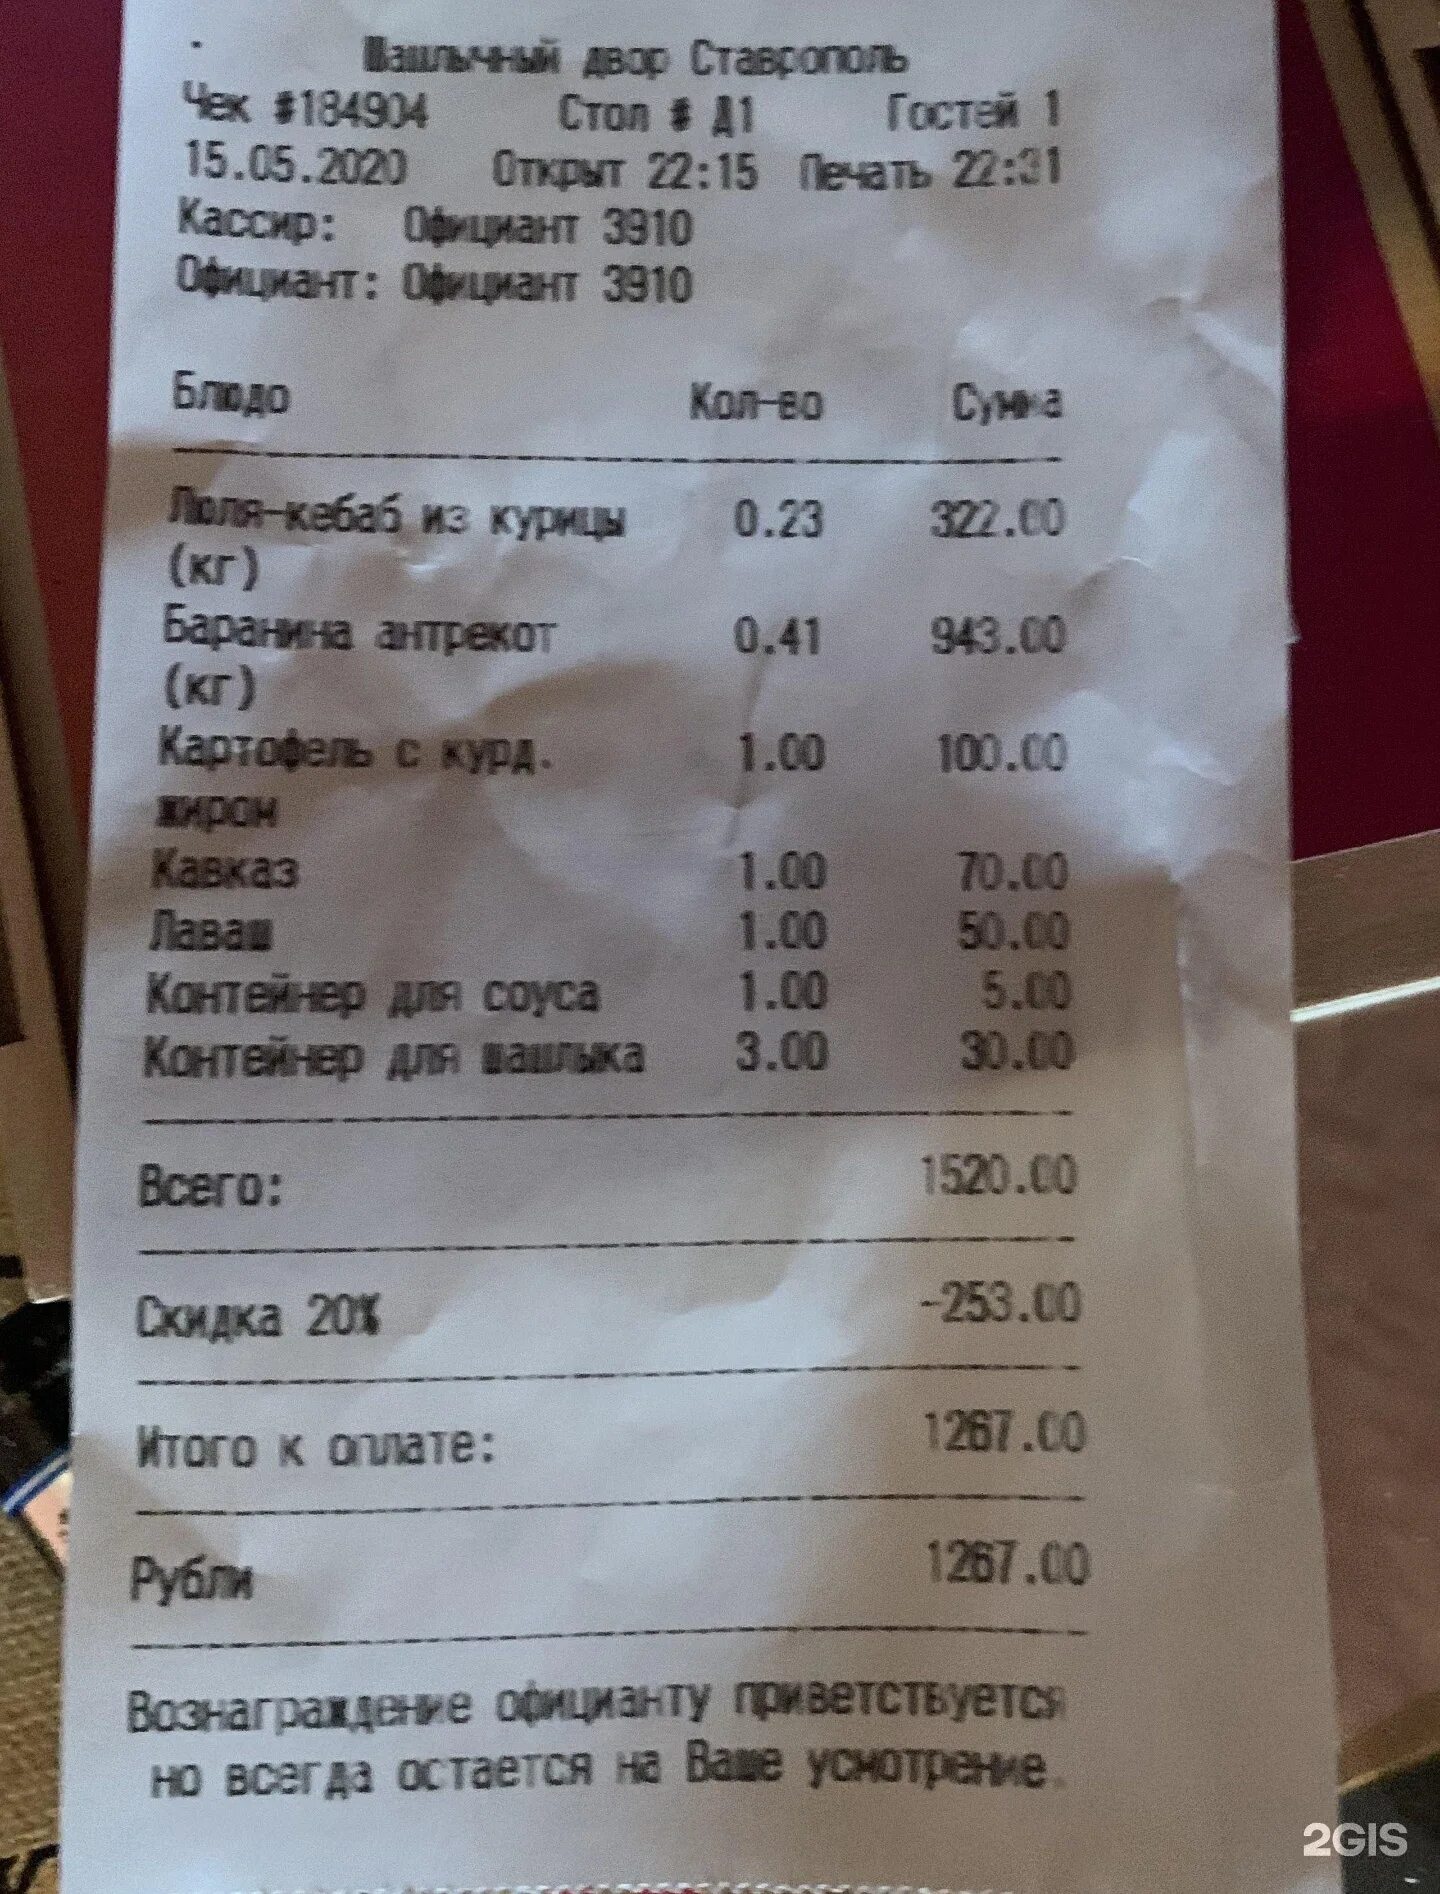 Шашлычный двор Ставрополь
Чек #184904 Стол # Д1 Гостей 1
15.05.2020 Открыт 22:15 Печать 22:31
Кассир: Официант 3910
Официант: Официант 3910
Блюдо Кол-во Сумма
Люля-кебаб из курицы 0.23 322.00
(кг)
Баранина антрекот 0.41 943.00
(кг)
Картофель с курд. 1.00 100.00
жиром
Кавказ 1.00 70.00
Лаваш 1.00 50.00
Контейнер для соуса 1.00 5.00
Контейнер для шашлыка 3.00 30.00
Всего: 1520.00
Скидка 20% -253.00
Итого к оплате: 1267.00
Рубли 1267.00
Вознаграждение официанту приветствуется
но всегда остается на Ваше усмотрение.
2GIS